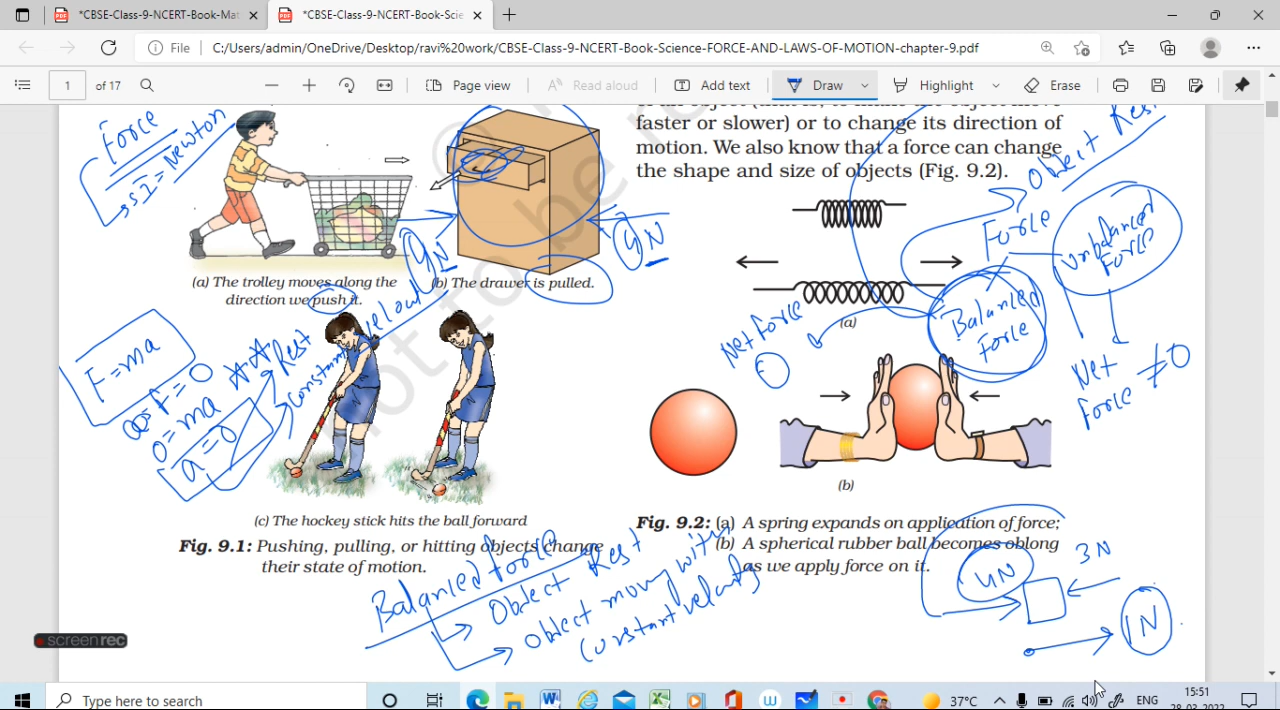 *CBSE-Class-9-NCERT-Book-Mat
*CBSE-Class-9-NCERT-Book-Scie
File
C:/Users/admin/OneDrive/Desktop/ravi%20work/CBSE-Class-9-NCERT-Book-Science-FORCE-AND-LAWS-OF-MOTION-chapter-9.pdf
1 of 17
Page view
Read aloud
Add text
Draw
Highlight
Erase
faster or slower) or to change its direction of
motion. We also know that a force can change
the shape and size of objects (Fig. 9.2).
Force
S.I = Newton
(a) The trolley moves along the
direction we push it.
(b) The drawer is pulled.
N
N
Object Rest
Force
Unbalanced
Force
Balanced
Force
Net Force
0
Net
Force ≠ 0
(a)
F=ma
F=0
0=ma
a=0
Rest
constant velocity
(b)
(c) The hockey stick hits the ball forward
Fig. 9.1: Pushing, pulling, or hitting objects change
their state of motion.
Fig. 9.2: (a) A spring expands on application of force;
(b) A spherical rubber ball becomes oblong
as we apply force on it.
Balanced force
Object Rest
Object moving with
constant velocity
4N
3N
1N
screenrec
not to be re
Type here to search
37°C
ENG
15:51
28-03-2022